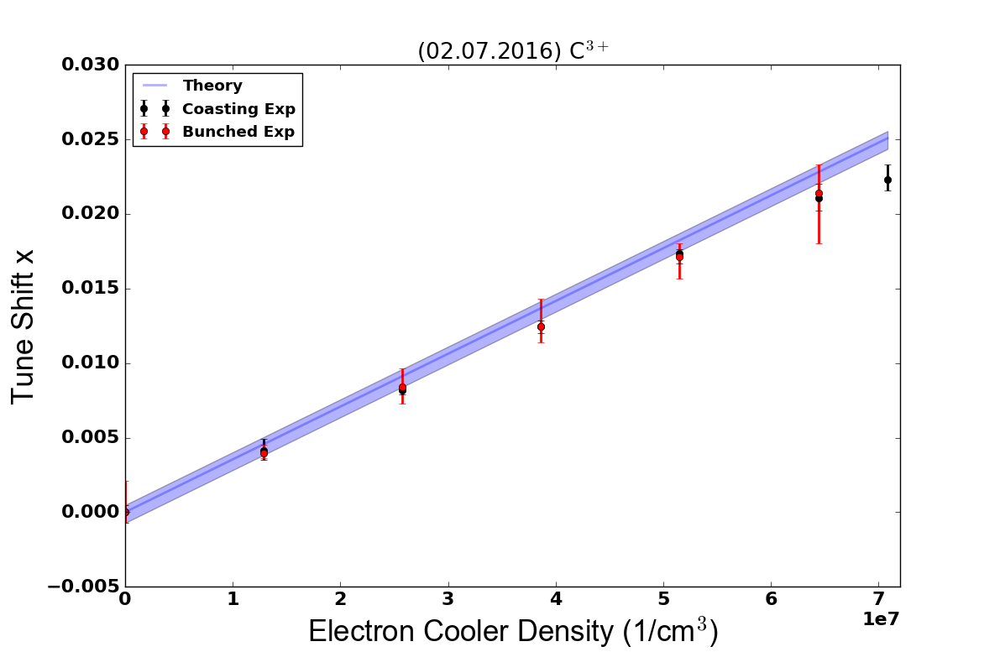 (02.07.2016) C³⁺
0.030
0.025
0.020
0.015
0.010
0.005
0.000
−0.005
Tune Shift x
Theory
Coasting Exp
Bunched Exp
0 1 2 3 4 5 6 7
1e7
Electron Cooler Density (1/cm³)